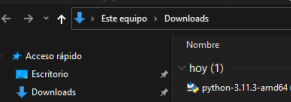 Este equipo > Downloads
Nombre
Acceso rápido
hoy (1)
Escritorio
Downloads
python-3.11.3-amd64